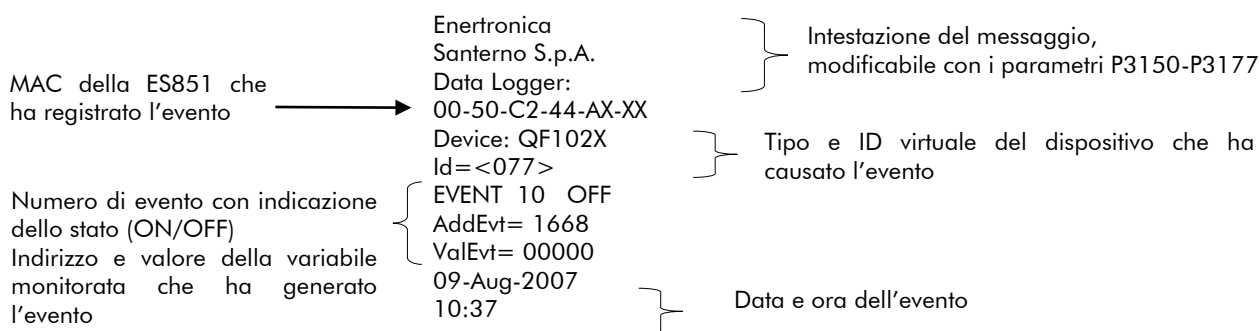 Enertronica
Santerno S.p.A.
Data Logger:
00-50-C2-44-AX-XX
Device: QF102X
Id=<077>
EVENT 10 OFF
AddEvt= 1668
ValEvt= 00000
09-Aug-2007
10:37
Intestazione del messaggio,
modificabile con i parametri P3150-P3177
MAC della ES851 che
ha registrato l'evento
Tipo e ID virtuale del dispositivo che ha
causato l'evento
Numero di evento con indicazione
dello stato (ON/OFF)
Indirizzo e valore della variabile
monitorata che ha generato
l'evento
Data e ora dell'evento